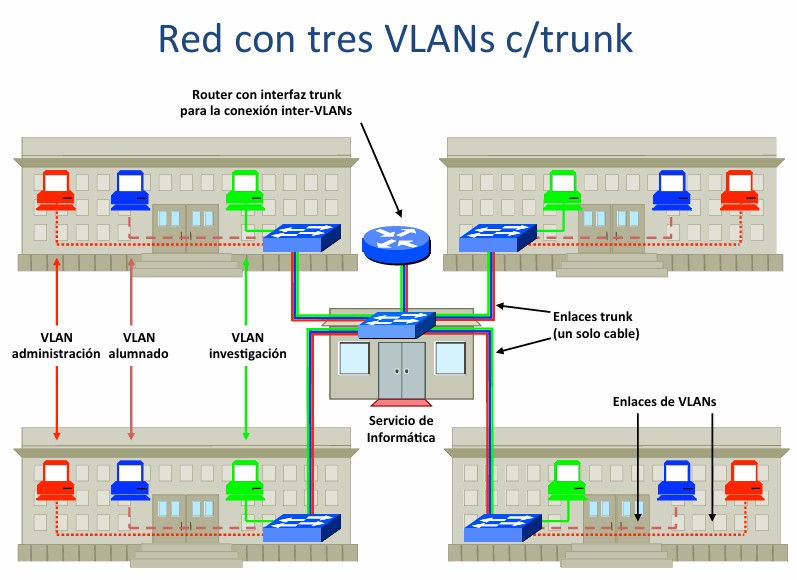 Red con tres VLANs c/trunk
Router con interfaz trunk
para la conexión inter-VLANs
VLAN
administración
VLAN
alumnado
VLAN
investigación
Enlaces trunk
(un solo cable)
Servicio de
Informática
Enlaces de VLANs